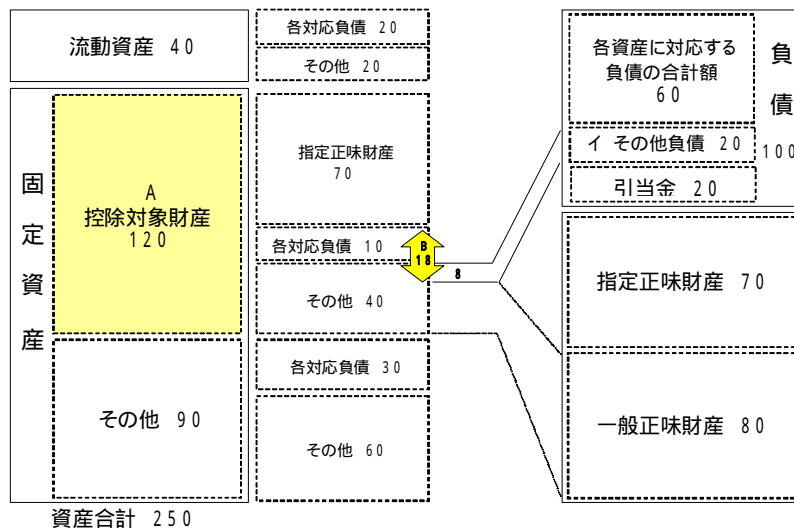 流動資産 40
固定資産
A
控除対象財産
120
その他 90
資産合計 250
各対応負債 20
その他 20
指定正味財産
70
各対応負債 10
その他 40
各対応負債 30
その他 60
B
18
8
各資産に対応する
負債の合計額
60
イ その他負債 20
引当金 20
負債
100
指定正味財産 70
一般正味財産 80